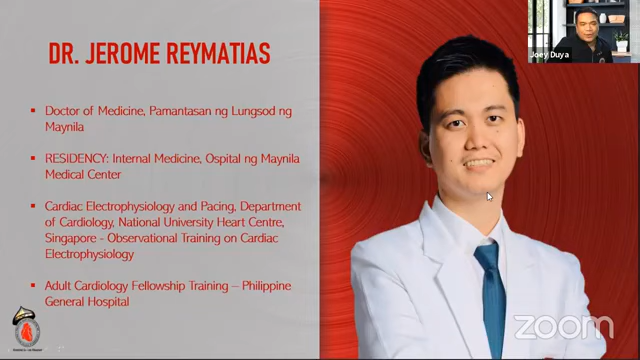 DR. JEROME REYMATIAS
Joey Duya
▪ Doctor of Medicine, Pamantasan ng Lungsod ng
Maynila
▪ RESIDENCY: Internal Medicine, Ospital ng Maynila
Medical Center
▪ Cardiac Electrophysiology and Pacing, Department
of Cardiology, National University Heart Centre,
Singapore - Observational Training on Cardiac
Electrophysiology
▪ Adult Cardiology Fellowship Training – Philippine
General Hospital
zoom